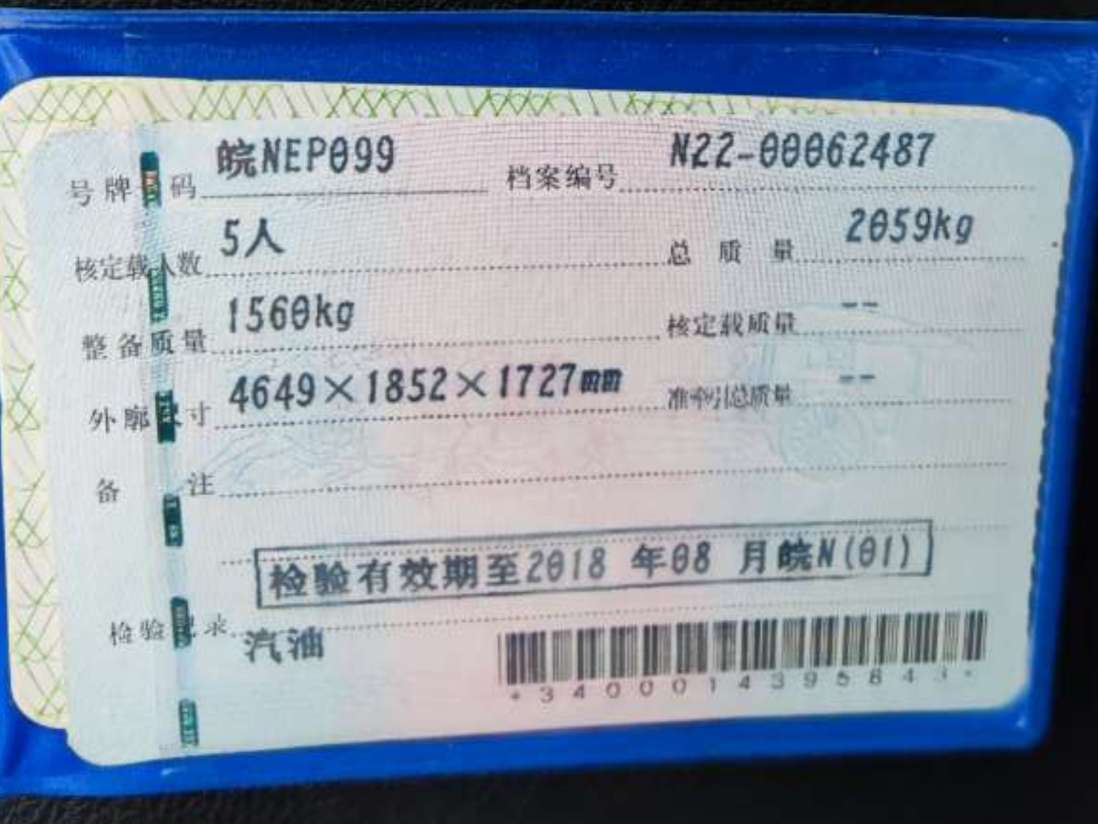 号牌号码 皖NEP099 档案编号 N22-00062487
核定载人数 5人 总质量 2059kg
整备质量 1560kg 核定载质量 --
外廓尺寸 4649×1852×1727mm 准牵引总质量 --
备注
检验有效期至2018 年08 月皖N(01)
检验记录 汽油
*3400014395843*